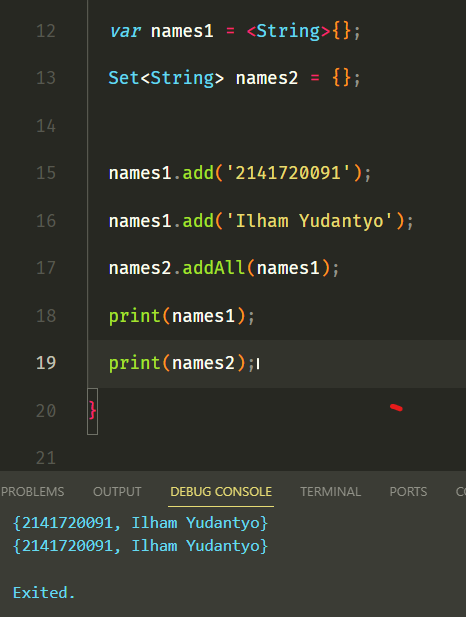 12 var names1 = <String>{};
13 Set<String> names2 = {};
14
15 names1.add('2141720091');
16 names1.add('Ilham Yudantyo');
17 names2.addAll(names1);
18 print(names1);
19 print(names2);
20 }
21
PROBLEMS OUTPUT DEBUG CONSOLE TERMINAL PORTS CO
{2141720091, Ilham Yudantyo}
{2141720091, Ilham Yudantyo}
Exited.